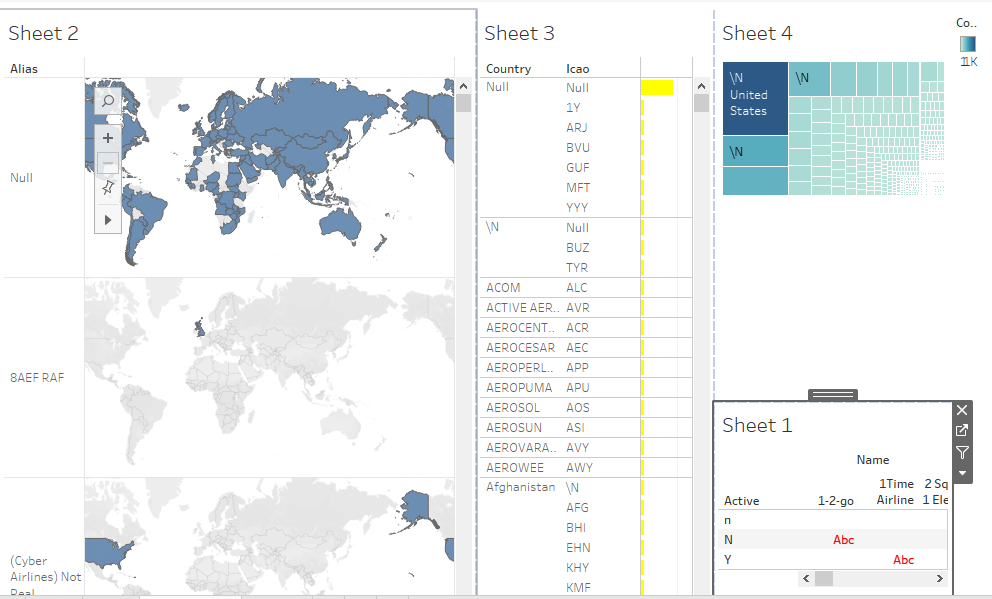 Sheet 2
Alias
Null
8AEF RAF
(Cyber
Airlines) Not
Real
Sheet 3
Country Icao
Null Null
1Y
ARJ
BVU
GUF
MFT
YYY
\N Null
BUZ
TYR
ACOM ALC
ACTIVE AER.. AVR
AEROCENT.. ACR
AEROCESAR AEC
AEROPERL.. APP
AEROPUMA APU
AEROSOL AOS
AEROSUN ASI
AEROVARA.. AVY
AEROWEE AWY
Afghanistan \N
AFG
BHI
EHN
KHY
KMF
Sheet 4
\N
United
States
\N
\N
Co..
11K
Sheet 1
Name
1Time 2 Sq
Active 1-2-go Airline 1 Ele
n
N Abc
Y Abc